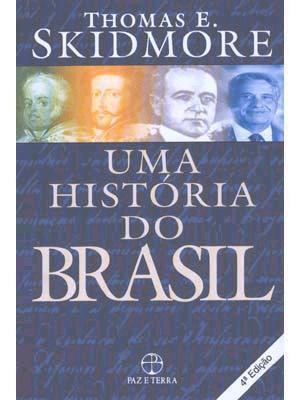 THOMAS E.
SKIDMORE
UMA
HISTÓRIA
DO
BRASIL
4ª Edição
PAZ E TERRA